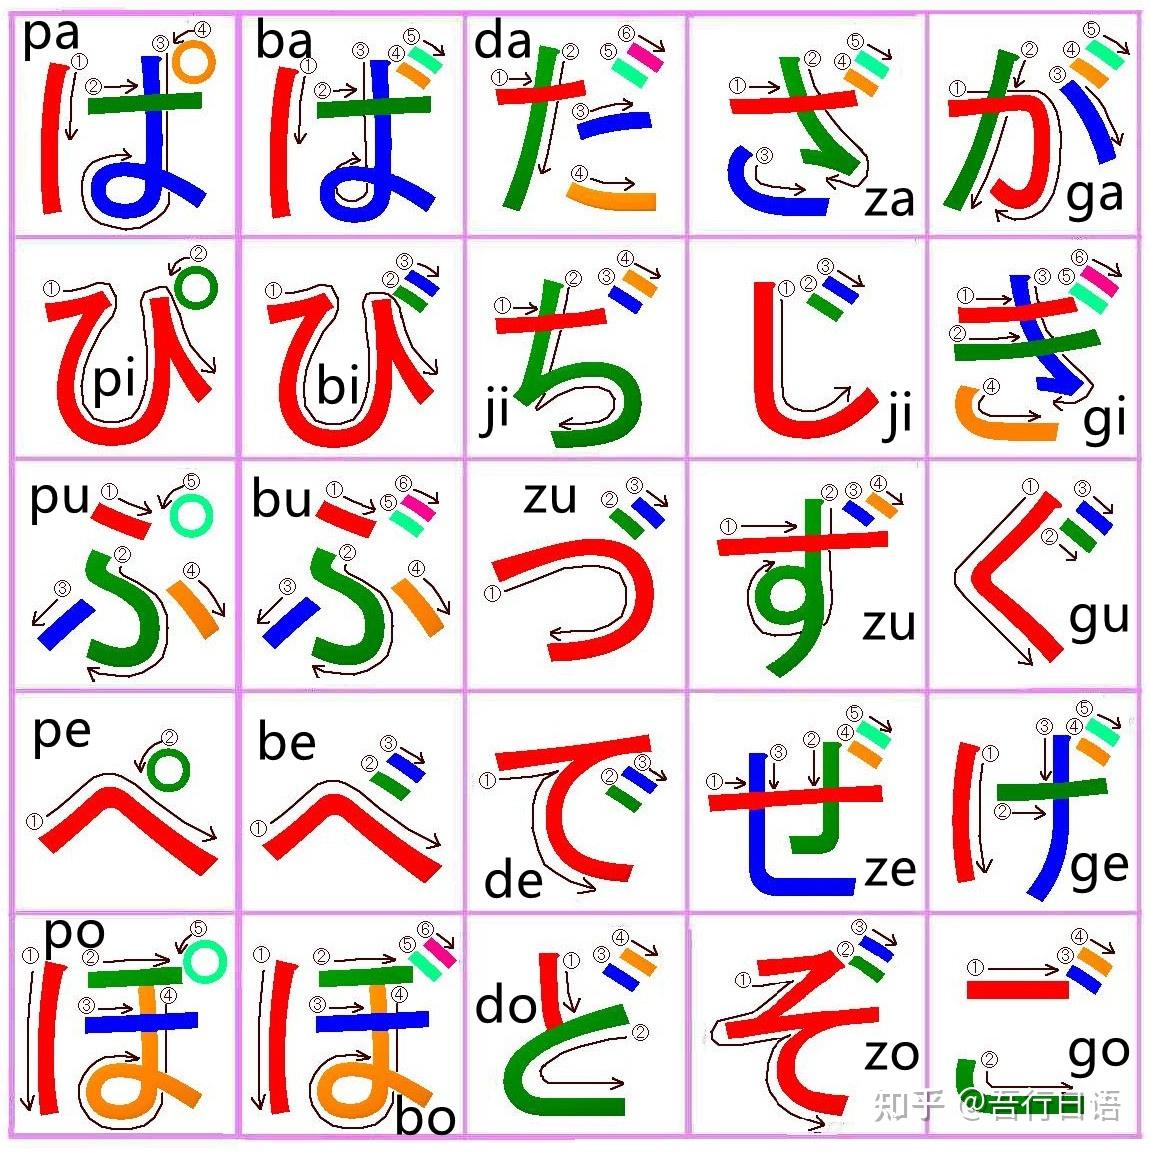 pa ぱ
ba ば
da だ
ざ za
が ga
ぴ pi
び bi
ぢ ji
じ ji
ぎ gi
pu ぷ
bu ぶ
zu づ
ず zu
ぐ gu
pe ぺ
be べ
で de
ぜ ze
げ ge
po ぽ
ぼ bo
do ど
ぞ zo
ご go
知乎 @吾行日语